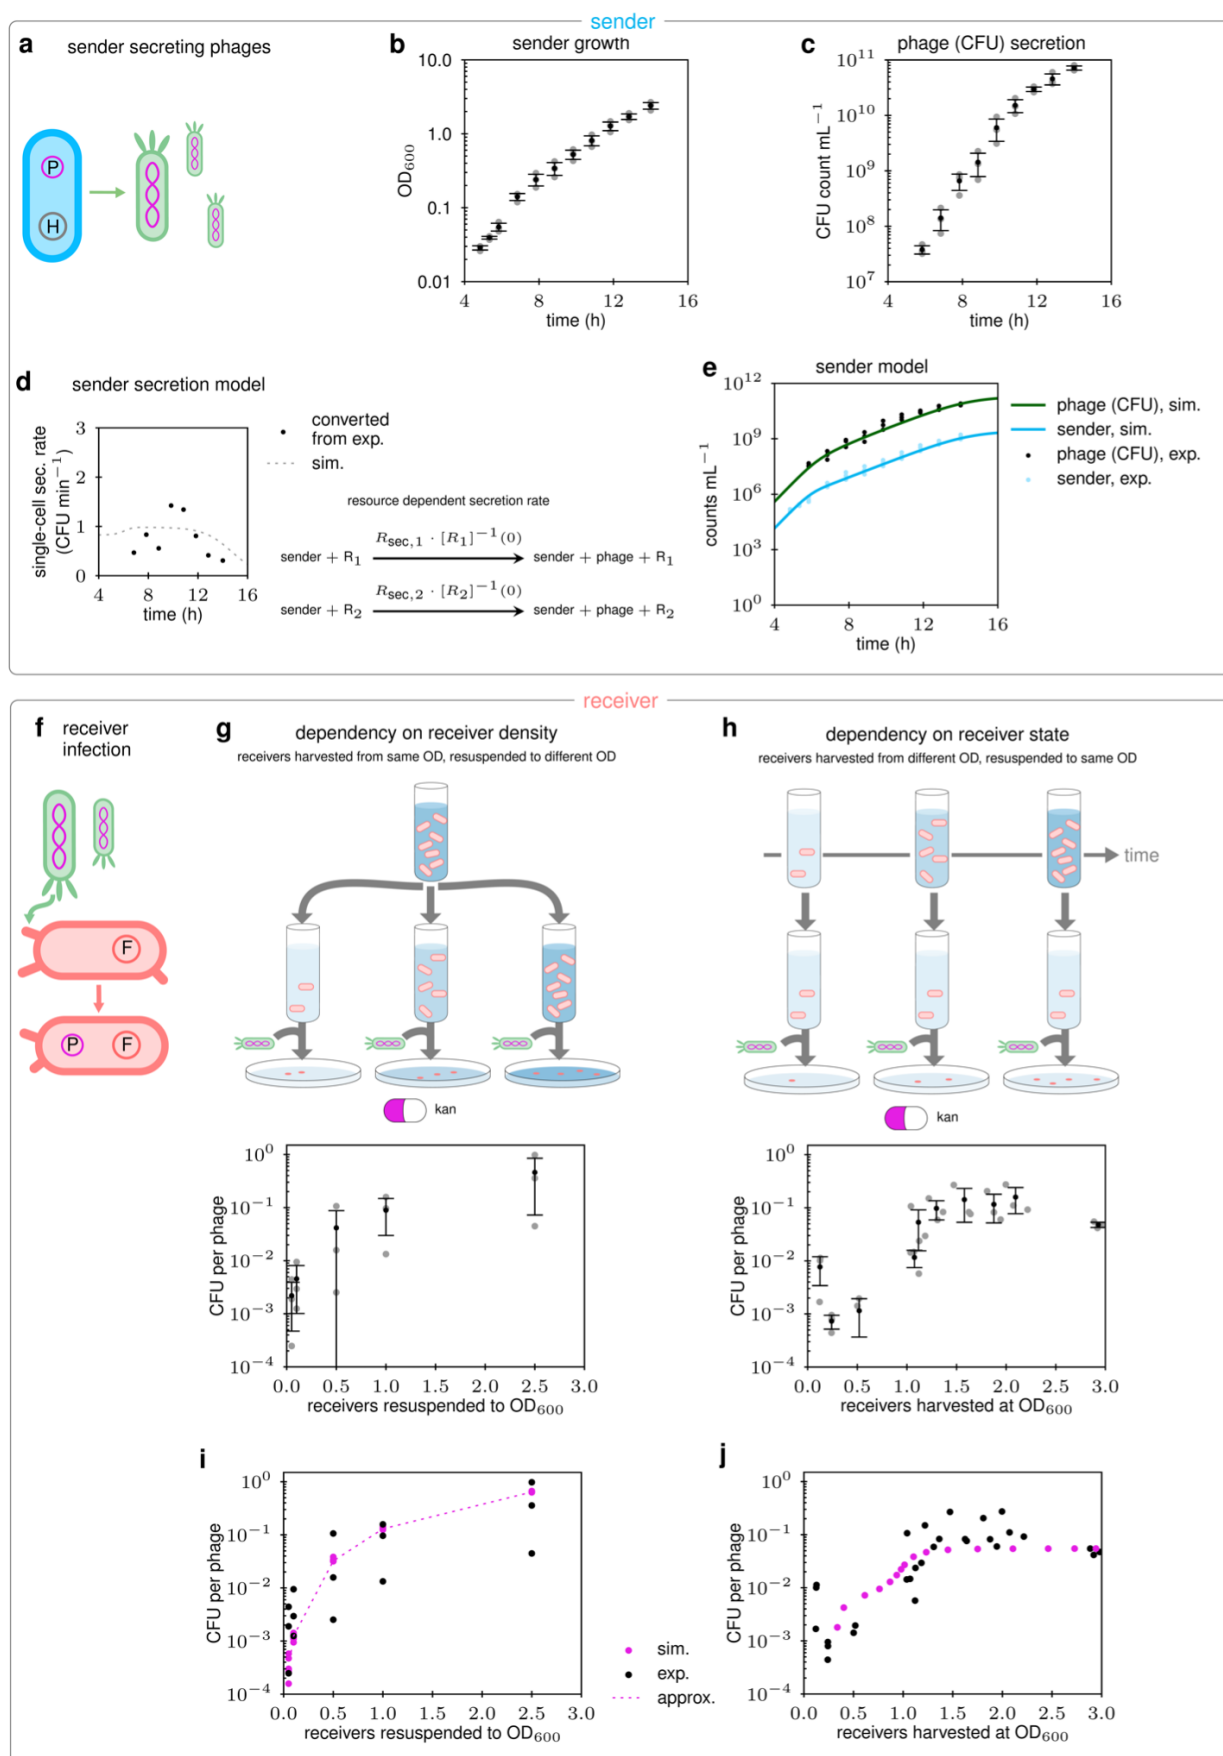 sender
a sender secreting phages
P
H
b sender growth
10.0
1.0
0.1
0.01
OD600
4 8 12 16
time (h)
c phage (CFU) secretion
10^11
10^10
10^9
10^8
10^7
CFU count mL^−1
4 8 12 16
time (h)
d sender secretion model
3
2
1
0
single-cell sec. rate
(CFU min^−1)
4 8 12 16
time (h)
converted
from exp.
sim.
resource dependent secretion rate
sender + R1 R_sec,1 · [R1]^−1(0) sender + phage + R1
sender + R2 R_sec,2 · [R2]^−1(0) sender + phage + R2
e sender model
10^12
10^9
10^6
10^3
10^0
counts mL^−1
4 8 12 16
time (h)
phage (CFU), sim.
sender, sim.
phage (CFU), exp.
sender, exp.
receiver
f receiver
infection
F
P F
g dependency on receiver density
receivers harvested from same OD, resuspended to different OD
kan
10^0
10^−1
10^−2
10^−3
10^−4
CFU per phage
0.0 0.5 1.0 1.5 2.0 2.5 3.0
receivers resuspended to OD600
h dependency on receiver state
receivers harvested from different OD, resuspended to same OD
time
kan
10^0
10^−1
10^−2
10^−3
10^−4
CFU per phage
0.0 0.5 1.0 1.5 2.0 2.5 3.0
receivers harvested at OD600
i
10^0
10^−1
10^−2
10^−3
10^−4
CFU per phage
0.0 0.5 1.0 1.5 2.0 2.5 3.0
receivers resuspended to OD600
sim.
exp.
approx.
j
10^0
10^−1
10^−2
10^−3
10^−4
CFU per phage
0.0 0.5 1.0 1.5 2.0 2.5 3.0
receivers harvested at OD600